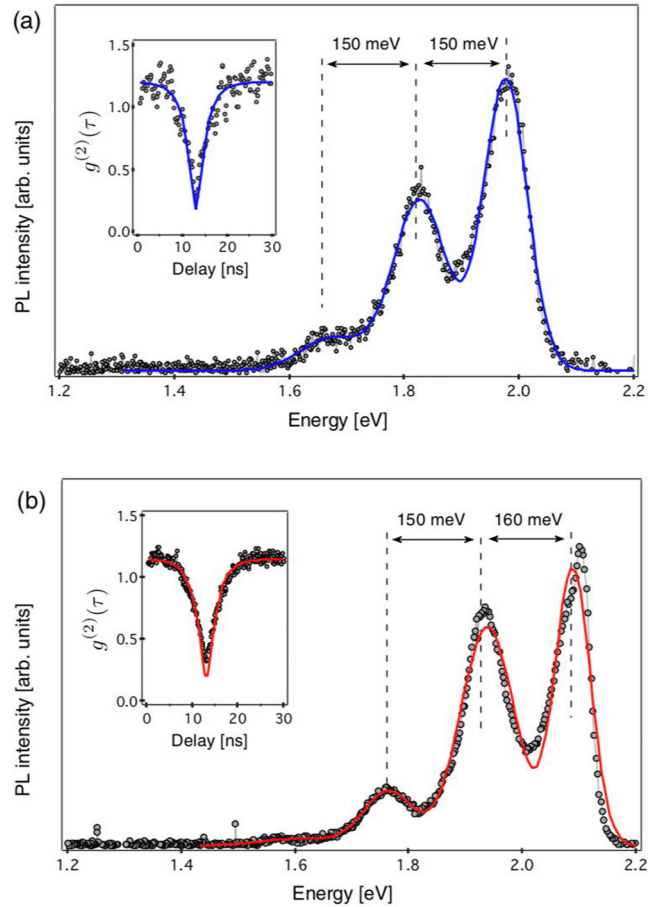 (a)
150 meV 150 meV
1.5
1.0
0.5
0.0
g(2)(τ)
0 10 20 30
Delay [ns]
PL intensity [arb. units]
1.2 1.4 1.6 1.8 2.0 2.2
Energy [eV]
(b)
150 meV 160 meV
1.5
1.0
0.5
0.0
g(2)(τ)
0 10 20 30
Delay [ns]
PL intensity [arb. units]
1.2 1.4 1.6 1.8 2.0 2.2
Energy [eV]